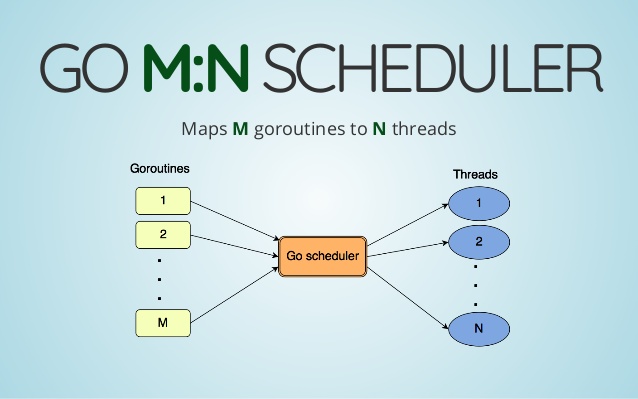 GO M:N SCHEDULER
Maps M goroutines to N threads
Goroutines
Threads
1
1
2
Go scheduler
2
M
N